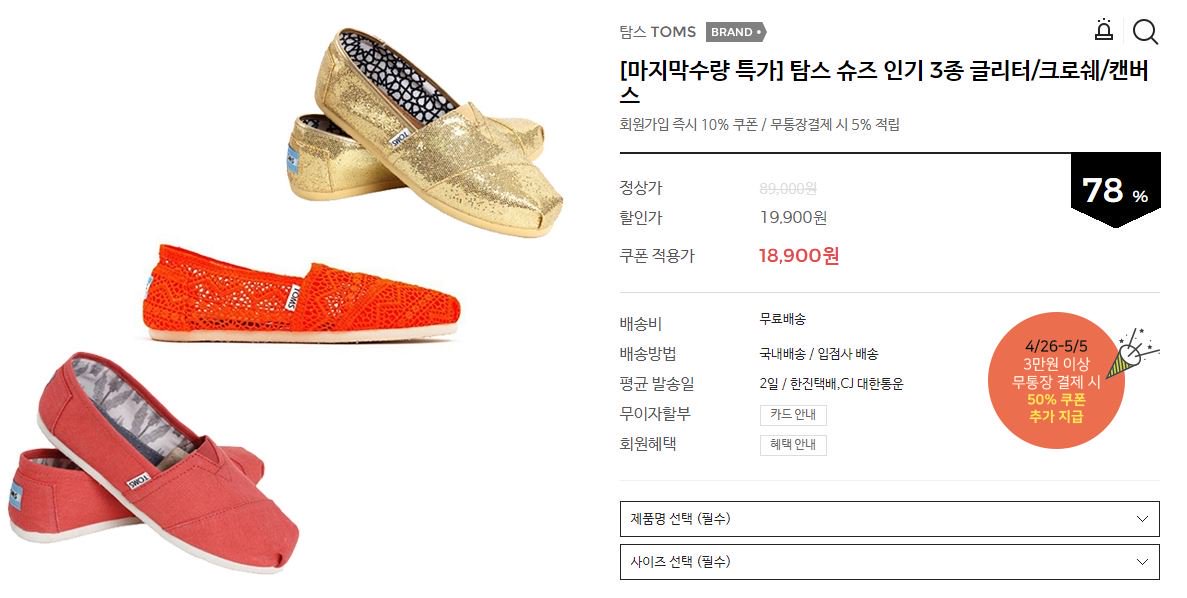 탐스 TOMS BRAND
[마지막수량 특가] 탐스 슈즈 인기 3종 글리터/크로쉐/캔버
스
회원가입 즉시 10% 쿠폰 / 무통장결제 시 5% 적립
정상가 89,000원
78 %
할인가 19,900원
쿠폰 적용가 18,900원
배송비 무료배송
배송방법 국내배송 / 입점사 배송
평균 발송일 2일 / 한진택배,CJ 대한통운
무이자할부 카드 안내
회원혜택 혜택 안내
4/26-5/5
3만원 이상
무통장 결제 시
50% 쿠폰
추가 지급
제품명 선택 (필수)
사이즈 선택 (필수)
TOMS
TOMS
TOMS